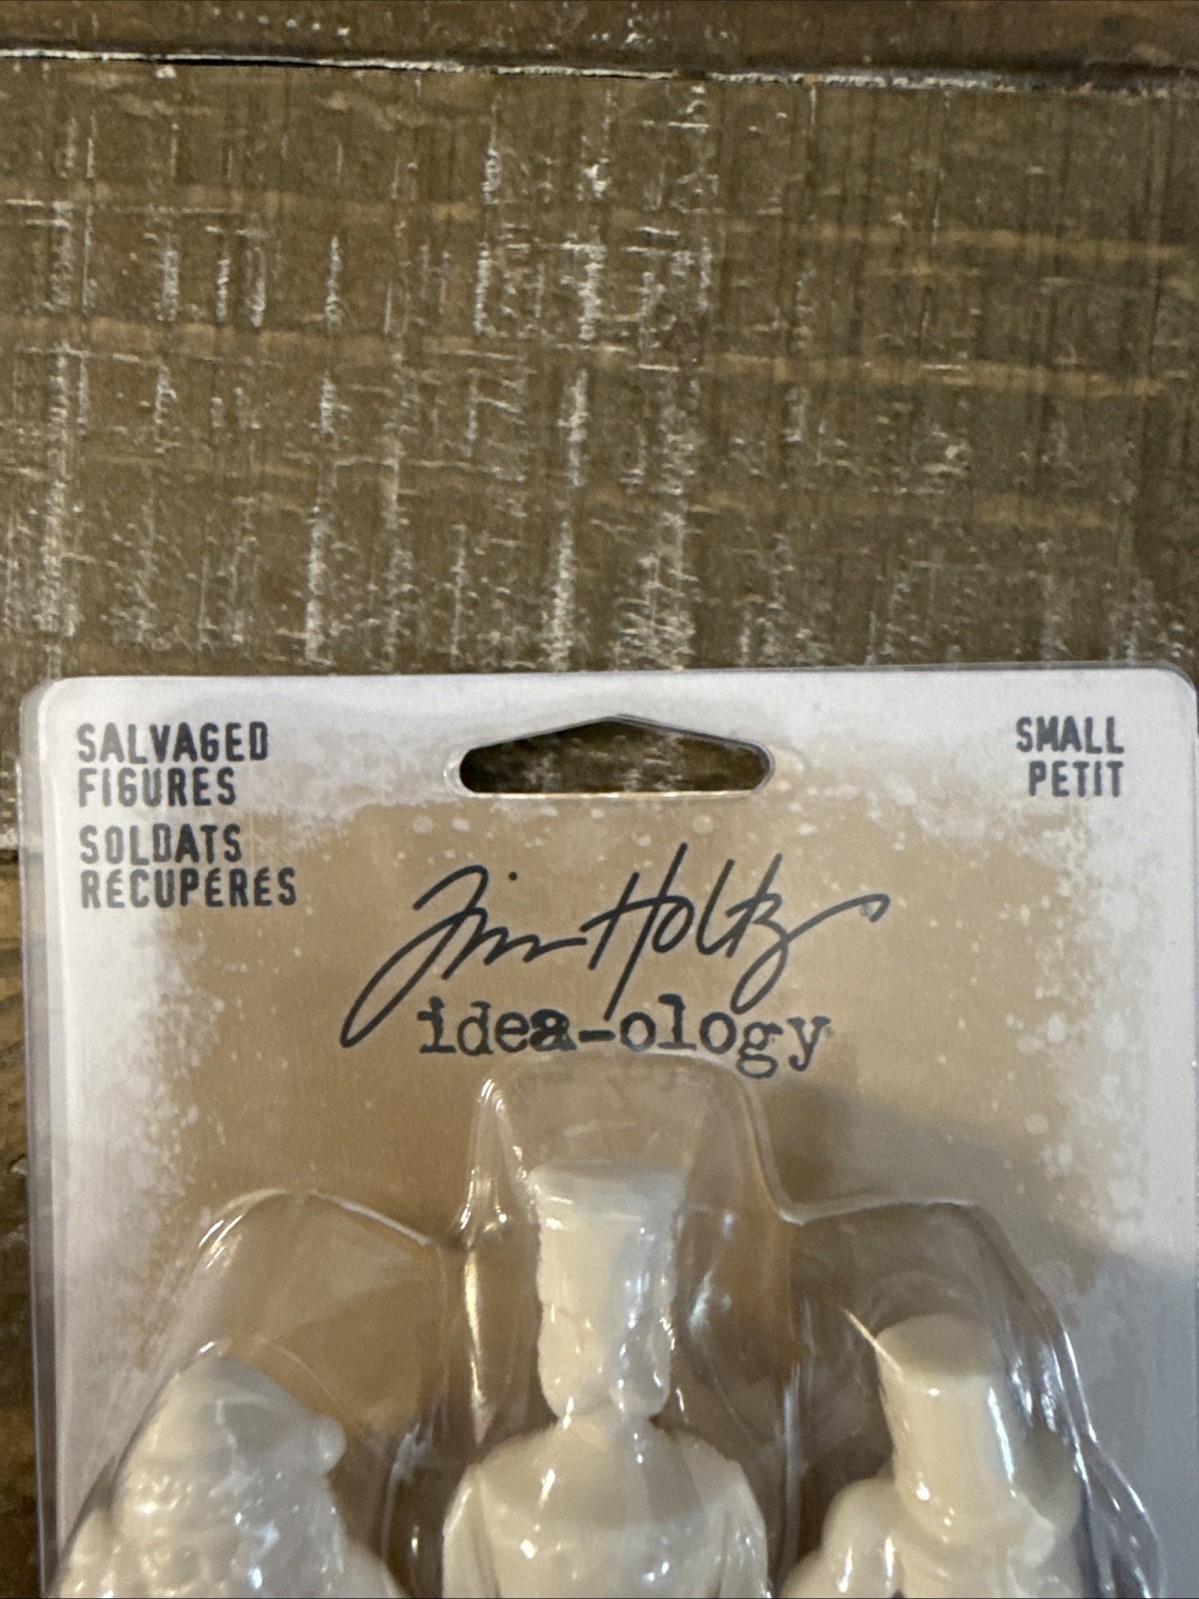 SALVAGED
FIGURES
SOLDATS
RÉCUPÉRÉS
SMALL
PETIT
Tim Holtz
idea-ology